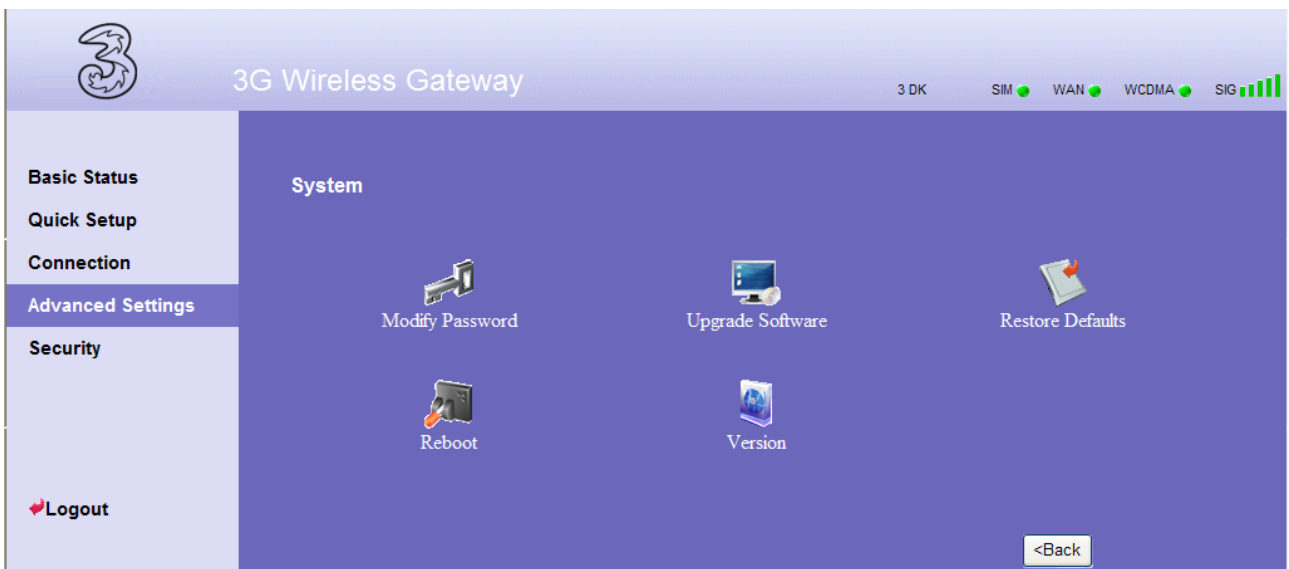 3
3G Wireless Gateway
3 DK SIM WAN WCDMA SIG
Basic Status
Quick Setup
Connection
Advanced Settings
Security
Logout
System
Modify Password
Upgrade Software
Restore Defaults
Reboot
Version
<Back